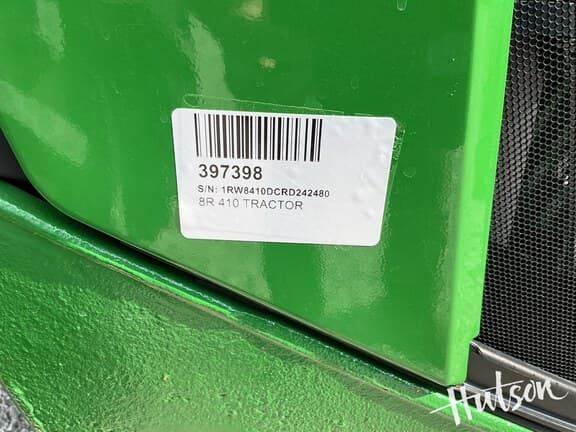 397398
S/N: 1RW8410DCRD242480
8R 410 TRACTOR
Hutson